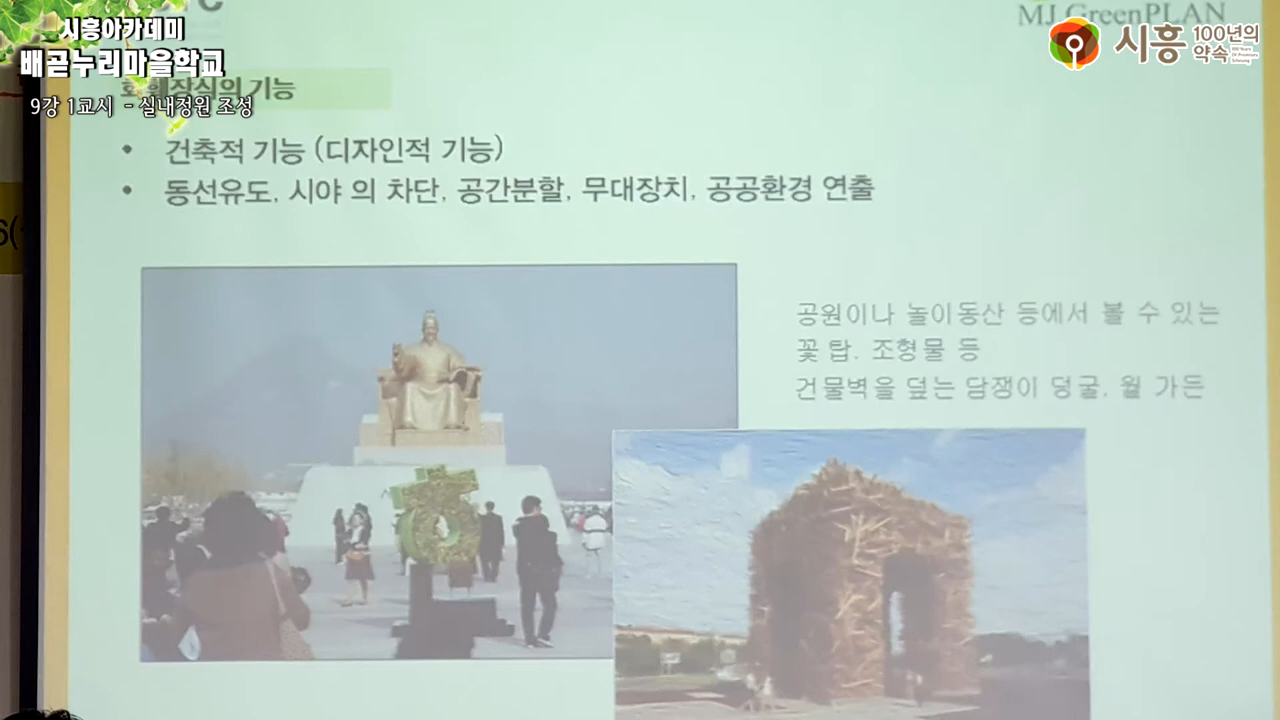 MJ GreenPLAN
시흥아카데미
배곧누리마을학교
9강 1교시 - 실내정원 조성
시흥 100년의 약속
장식의 기능
• 건축적 기능 (디자인적 기능)
• 동선유도, 시야 의 차단, 공간분할, 무대장치, 공공환경 연출
공원이나 놀이동산 등에서 볼 수 있는
꽃 탑, 조형물 등
건물벽을 덮는 담쟁이 덩굴, 월 가든